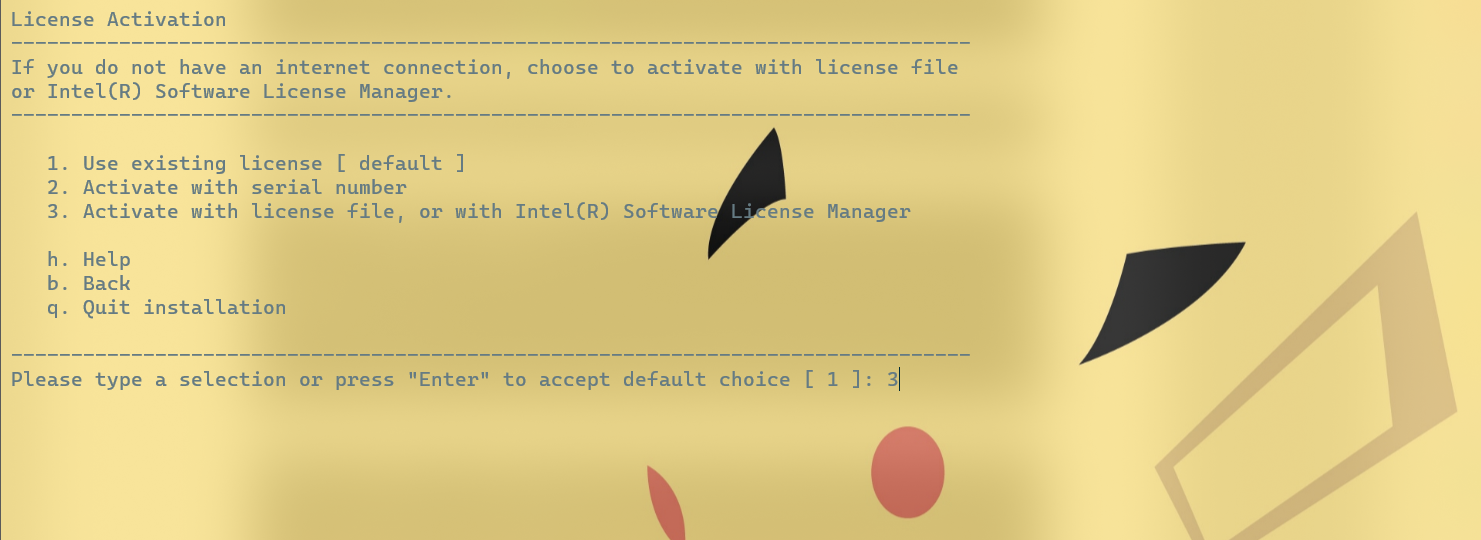 License Activation
--------------------------------------------------------------------------------
If you do not have an internet connection, choose to activate with license file
or Intel(R) Software License Manager.
--------------------------------------------------------------------------------
1. Use existing license [ default ]
2. Activate with serial number
3. Activate with license file, or with Intel(R) Software License Manager
h. Help
b. Back
q. Quit installation
--------------------------------------------------------------------------------
Please type a selection or press "Enter" to accept default choice [ 1 ]: 3